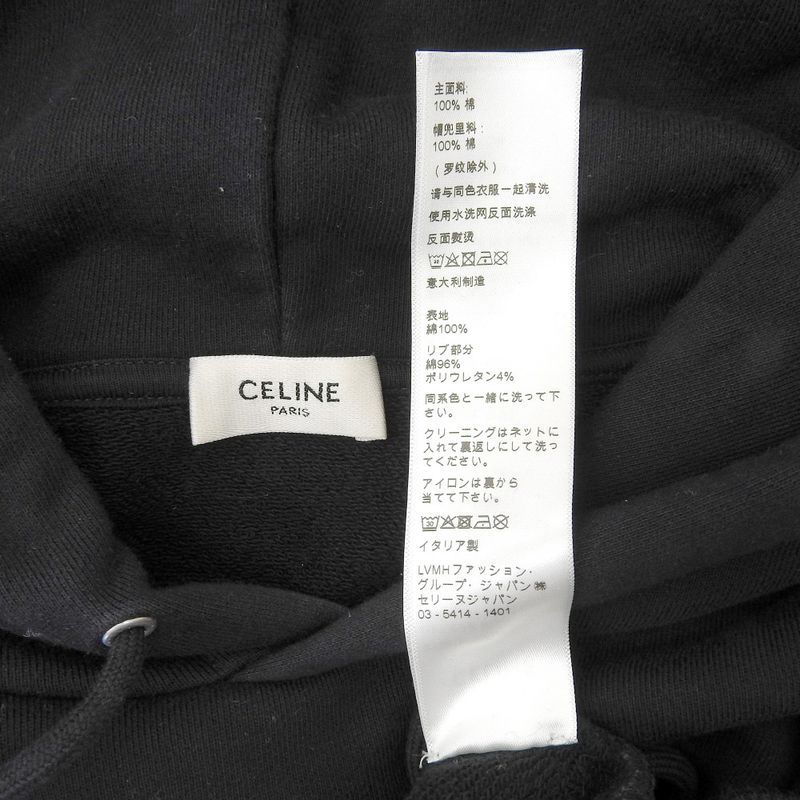 CELINE
PARIS
主面料:
100% 棉
帽兜里料:
100% 棉
(罗纹除外)
请与同色衣服一起清洗
使用水洗网反面洗涤
反面熨烫
意大利制造
表地
綿100%
リブ部分
綿96%
ポリウレタン4%
同系色と一緒に洗って下
さい。
クリーニングはネットに
入れて裏返しにして洗っ
てください。
アイロンは裏から
当てて下さい。
30
イタリア製
LVMHファッション・
グループ・ジャパン㈱
セリーヌジャパン
03 - 5414 - 1401